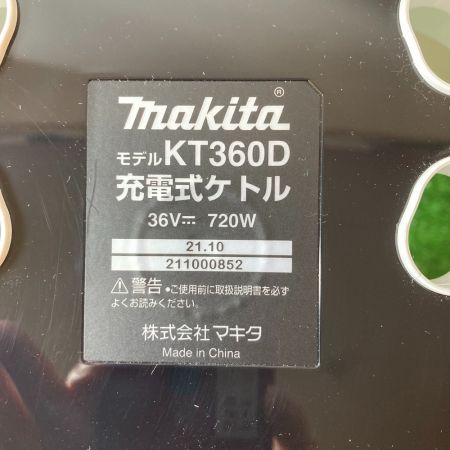 makita®
モデルKT360D
充電式ケトル
36V⎓ 720W
21.10
211000852
⚠警告 •ご使用前に取扱説明書を必ず
よくお読みください。
株式会社マキタ
Made in China